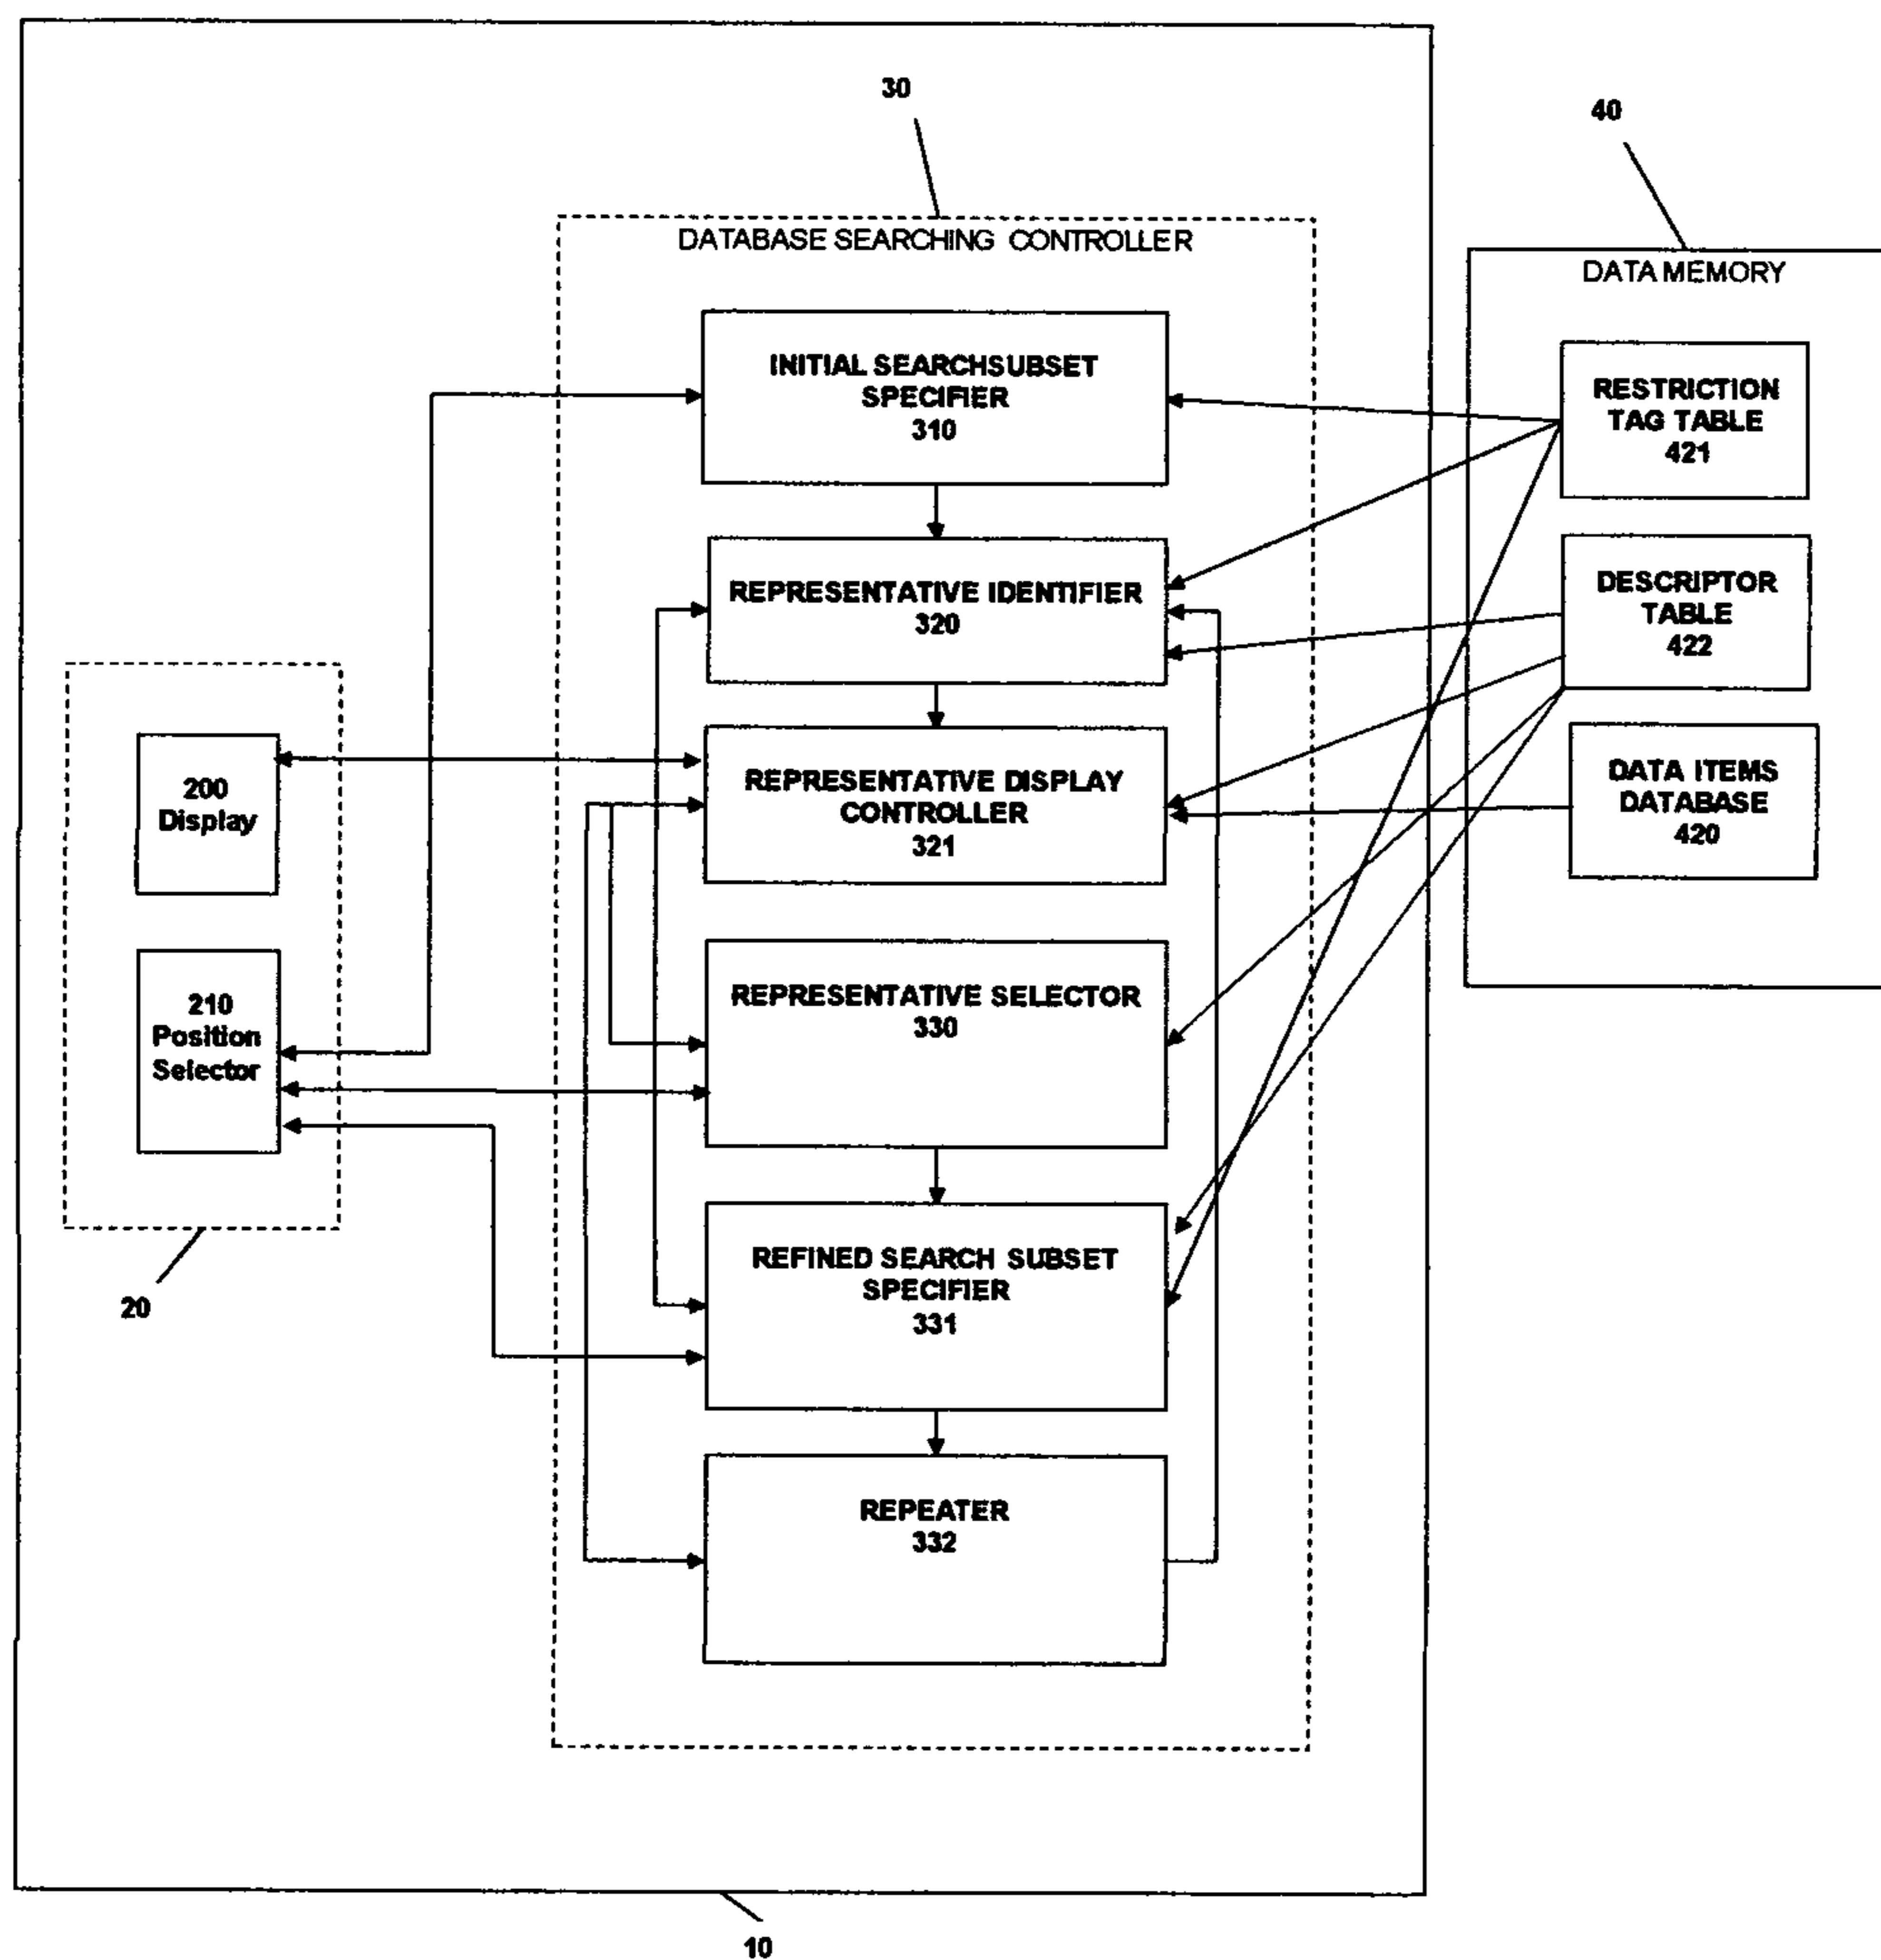 30
40
DATABASE SEARCHING CONTROLLER
DATA MEMORY
INITIAL SEARCHSUBSET
SPECIFIER
310
RESTRICTION
TAG TABLE
421
REPRESENTATIVE IDENTIFIER
320
DESCRIPTOR
TABLE
422
200
Display
REPRESENTATIVE DISPLAY
CONTROLLER
321
DATA ITEMS
DATABASE
420
210
Position
Selector
REPRESENTATIVE SELECTOR
330
REFINED SEARCH SUBSET
SPECIFIER
331
20
REPEATER
332
10